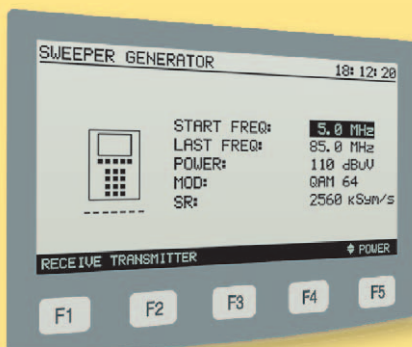 SWEEPER GENERATOR
18:12:20
START FREQ: 5.0 MHz
LAST FREQ: 85.0 MHz
POWER: 110 dBuV
MOD: QAM 64
SR: 2560 kSym/s
RECEIVE TRANSMITTER
POWER
F1 F2 F3 F4 F5